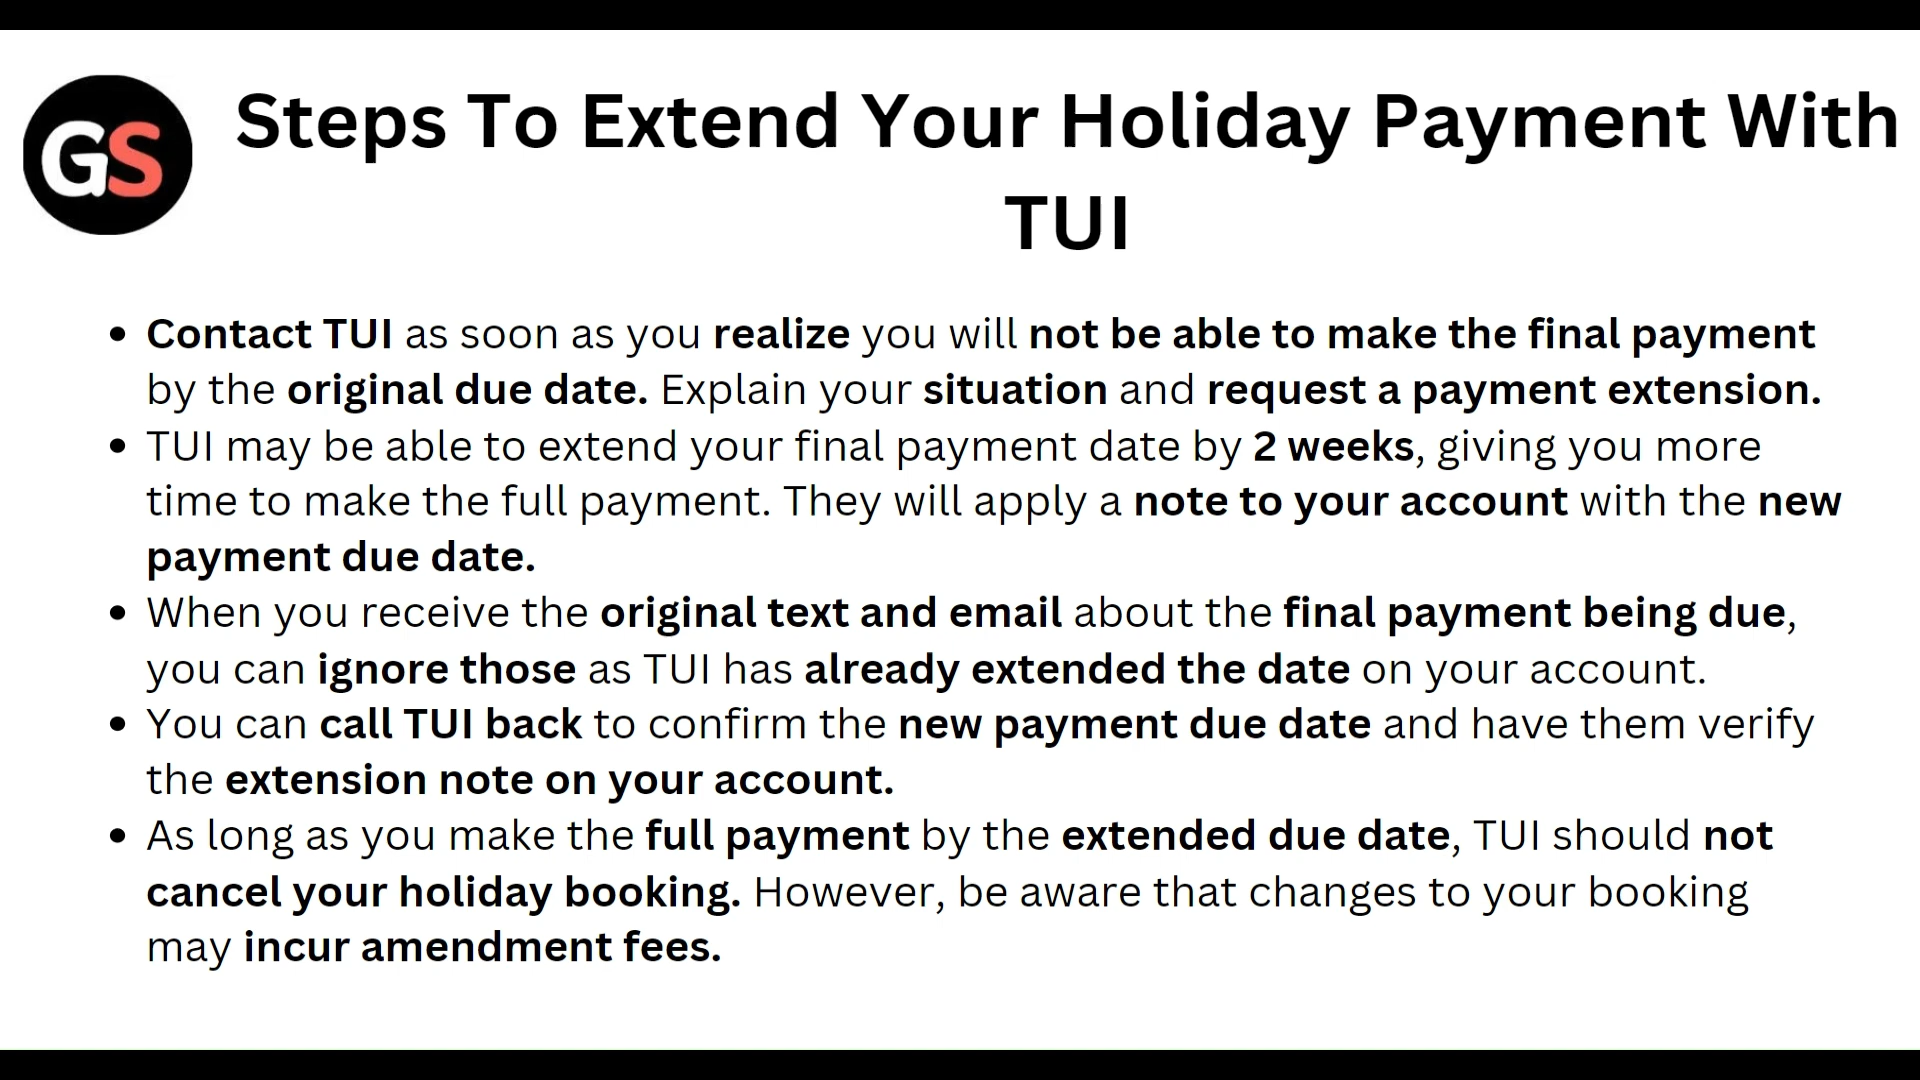 GS
Steps To Extend Your Holiday Payment With
TUI
• Contact TUI as soon as you realize you will not be able to make the final payment
by the original due date. Explain your situation and request a payment extension.
• TUI may be able to extend your final payment date by 2 weeks, giving you more
time to make the full payment. They will apply a note to your account with the new
payment due date.
• When you receive the original text and email about the final payment being due,
you can ignore those as TUI has already extended the date on your account.
• You can call TUI back to confirm the new payment due date and have them verify
the extension note on your account.
• As long as you make the full payment by the extended due date, TUI should not
cancel your holiday booking. However, be aware that changes to your booking
may incur amendment fees.